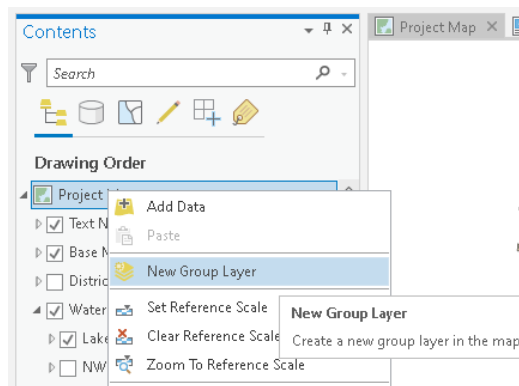 Contents
Project Map
Search
Drawing Order
Project
Add Data
Text N
Paste
Base M
New Group Layer
Distric
Water
Set Reference Scale
New Group Layer
Lake
Clear Reference Scale
Create a new group layer in the map
NW
Zoom To Reference Scale